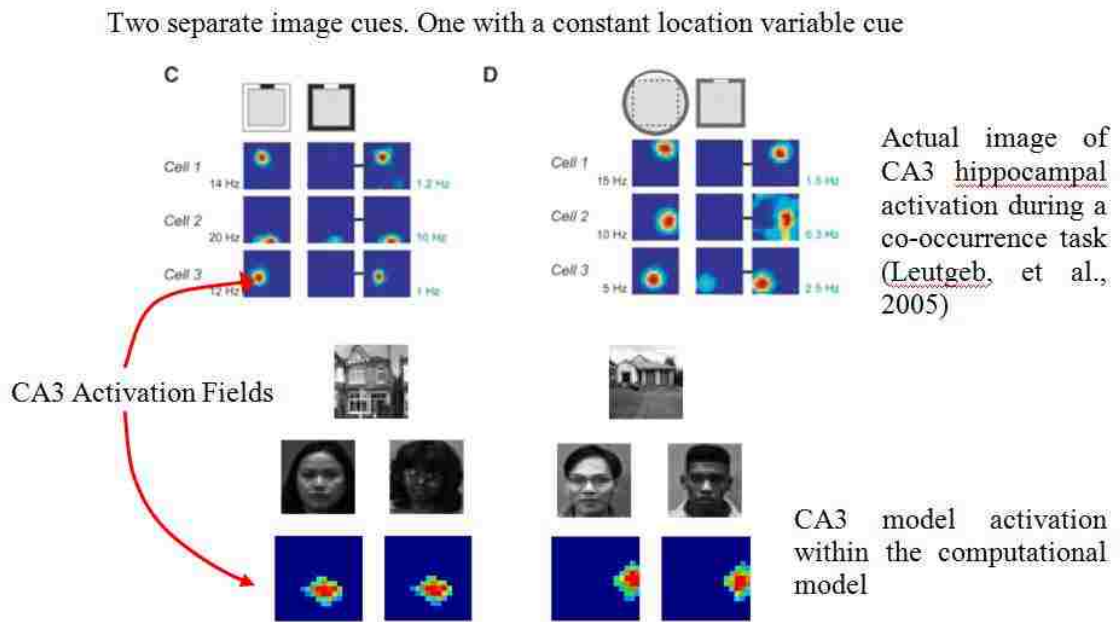 Two separate image cues. One with a constant location variable cue
C
D
Cell 1
14 Hz
1.2 Hz
Cell 2
20 Hz
10 Hz
Cell 3
12 Hz
1 Hz
Cell 1
15 Hz
1.5 Hz
Cell 2
10 Hz
0.3 Hz
Cell 3
5 Hz
2.5 Hz
Actual image of
CA3 hippocampal
activation during a
co-occurrence task
(Leutgeb, et al.,
2005)
CA3 Activation Fields
CA3 model activation
within the computational
model